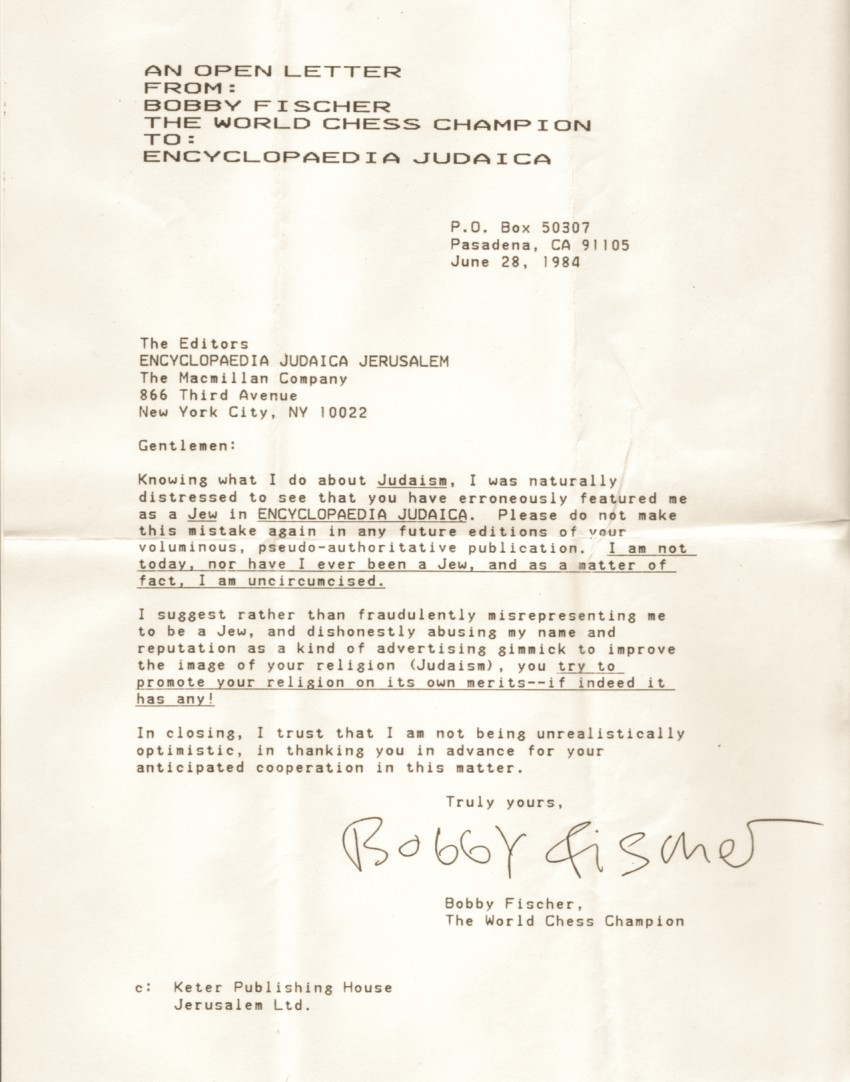 AN OPEN LETTER
FROM:
BOBBY FISCHER
THE WORLD CHESS CHAMPION
TO:
ENCYCLOPAEDIA JUDAICA
P.O. Box 50307
Pasadena, CA 91105
June 28, 1984
The Editors
ENCYCLOPAEDIA JUDAICA JERUSALEM
The Macmillan Company
866 Third Avenue
New York City, NY 10022
Gentlemen:
Knowing what I do about Judaism, I was naturally
distressed to see that you have erroneously featured me
as a Jew in ENCYCLOPAEDIA JUDAICA. Please do not make
this mistake again in any future editions of your
voluminous, pseudo-authoritative publication. I am not
today, nor have I ever been a Jew, and as a matter of
fact, I am uncircumcised.
I suggest rather than fraudulently misrepresenting me
to be a Jew, and dishonestly abusing my name and
reputation as a kind of advertising gimmick to improve
the image of your religion (Judaism), you try to
promote your religion on its own merits--if indeed it
has any!
In closing, I trust that I am not being unrealistically
optimistic, in thanking you in advance for your
anticipated cooperation in this matter.
Truly yours,
Bobby Fischer
Bobby Fischer,
The World Chess Champion
c: Keter Publishing House
Jerusalem Ltd.